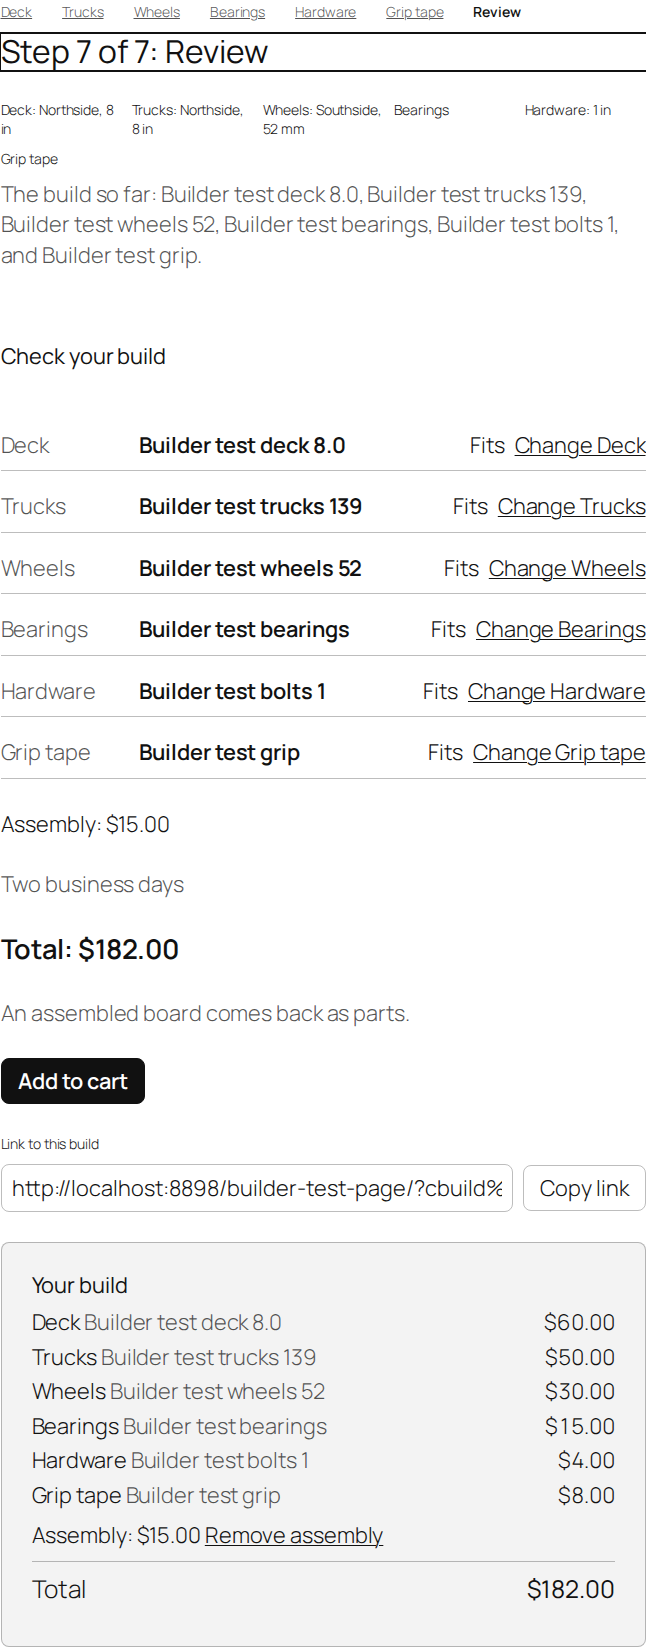 Deck Trucks Wheels Bearings Hardware Grip tape Review
Step 7 of 7: Review
Deck: Northside, 8 in
Trucks: Northside, 8 in
Wheels: Southside, 52 mm
Bearings
Hardware: 1 in
Grip tape
The build so far: Builder test deck 8.0, Builder test trucks 139,
Builder test wheels 52, Builder test bearings, Builder test bolts 1,
and Builder test grip.
Check your build
Deck Builder test deck 8.0 Fits Change Deck
Trucks Builder test trucks 139 Fits Change Trucks
Wheels Builder test wheels 52 Fits Change Wheels
Bearings Builder test bearings Fits Change Bearings
Hardware Builder test bolts 1 Fits Change Hardware
Grip tape Builder test grip Fits Change Grip tape
Assembly: $15.00
Two business days
Total: $182.00
An assembled board comes back as parts.
Add to cart
Link to this build
http://localhost:8898/builder-test-page/?cbuild% Copy link
Your build
Deck Builder test deck 8.0 $60.00
Trucks Builder test trucks 139 $50.00
Wheels Builder test wheels 52 $30.00
Bearings Builder test bearings $15.00
Hardware Builder test bolts 1 $4.00
Grip tape Builder test grip $8.00
Assembly: $15.00 Remove assembly
Total $182.00